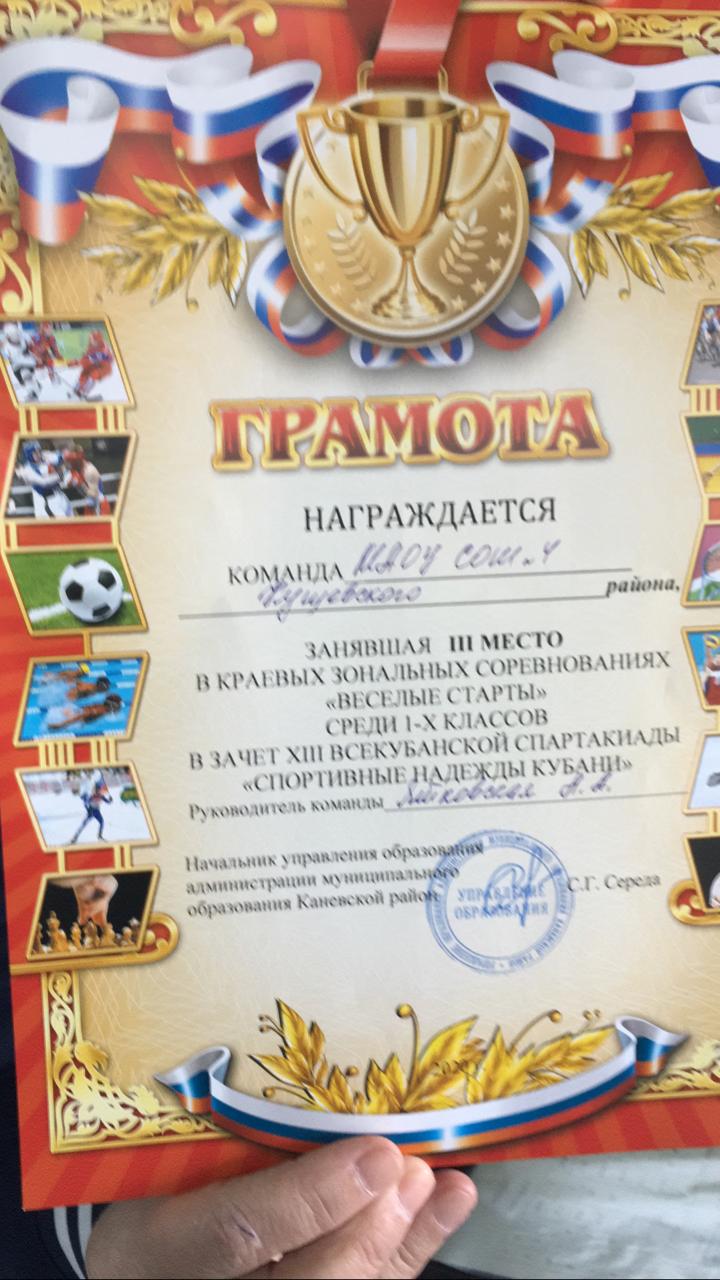 ГРАМОТА
НАГРАЖДАЕТСЯ
КОМАНДА МАОУ СОШ №4
Кущевского района,
ЗАНЯВШАЯ III МЕСТО
В КРАЕВЫХ ЗОНАЛЬНЫХ СОРЕВНОВАНИЯХ
«ВЕСЕЛЫЕ СТАРТЫ»
СРЕДИ 1-Х КЛАССОВ
В ЗАЧЕТ XIII ВСЕКУБАНСКОЙ СПАРТАКИАДЫ
«СПОРТИВНЫЕ НАДЕЖДЫ КУБАНИ»
Руководитель команды А.А.
Начальник управления образования
администрации муниципального
образования Каневской район С.Г. Середа
УПРАВЛЕНИЕ
ОБРАЗОВАНИЯ